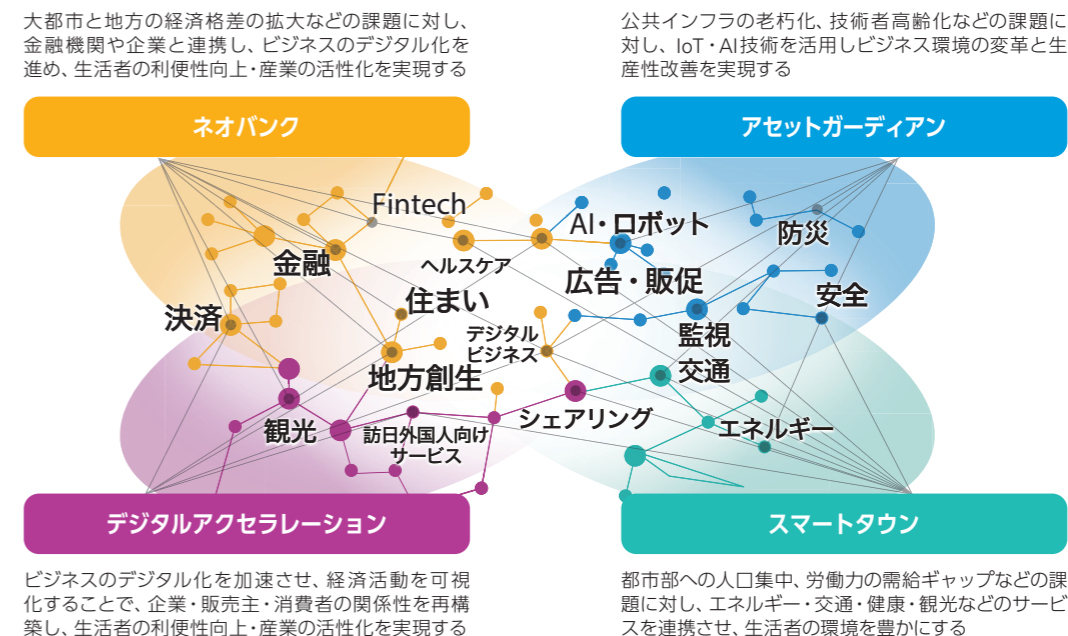 大都市と地方の経済格差の拡大などの課題に対し、
金融機関や企業と連携し、ビジネスのデジタル化を
進め、生活者の利便性向上・産業の活性化を実現する
公共インフラの老朽化、技術者高齢化などの課題に
対し、IoT・AI技術を活用しビジネス環境の変革と生
産性改善を実現する
ネオバンク
アセットガーディアン
Fintech
AI・ロボット
防災
金融
ヘルスケア
広告・販促
住まい
安全
決済
デジタル
ビジネス
監視
地方創生
交通
シェアリング
観光
訪日外国人向け
サービス
エネルギー
デジタルアクセラレーション
スマートタウン
ビジネスのデジタル化を加速させ、経済活動を可視
化することで、企業・販売主・消費者の関係性を再構
築し、生活者の利便性向上・産業の活性化を実現する
都市部への人口集中、労働力の需給ギャップなどの課
題に対し、エネルギー・交通・健康・観光などのサービ
スを連携させ、生活者の環境を豊かにする